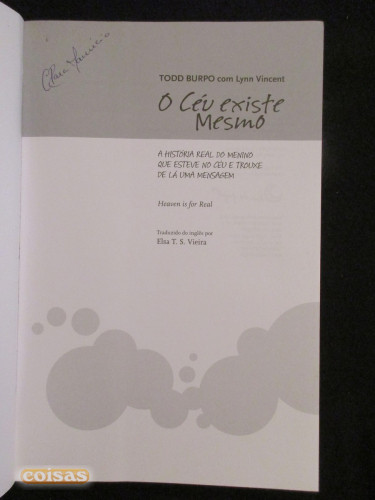 Clara
TODD BURPO com Lynn Vincent
O Céu existe
Mesmo
A HISTÓRIA REAL DO MENINO
QUE ESTEVE NO CÉU E TROUXE
DE LÁ UMA MENSAGEM
Heaven is for Real
Traduzido do inglês por
Elsa T. S. Vieira
coisas